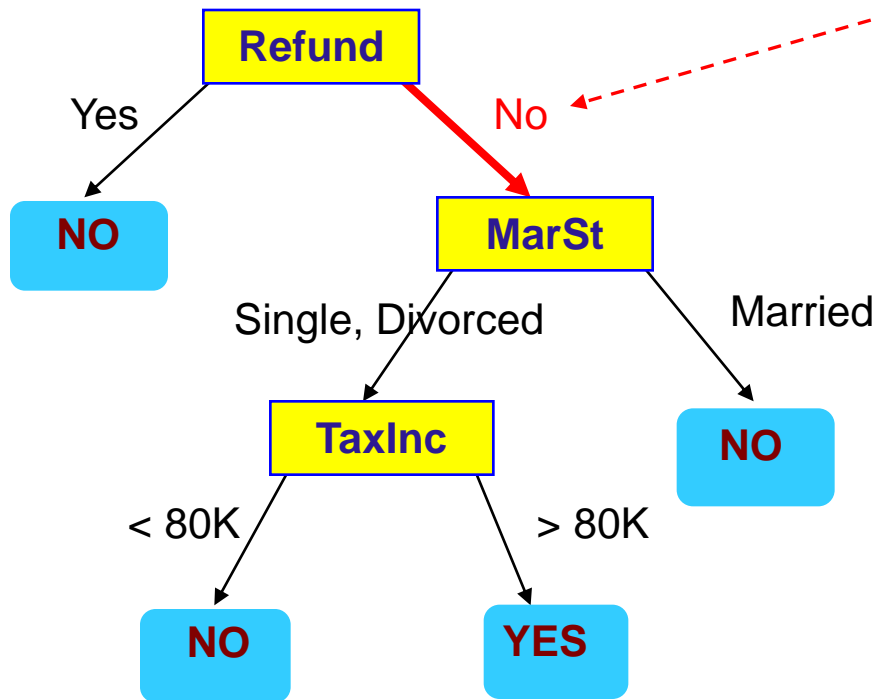 Refund
Yes
No
NO
MarSt
Single, Divorced
Married
TaxInc
NO
< 80K
> 80K
NO
YES